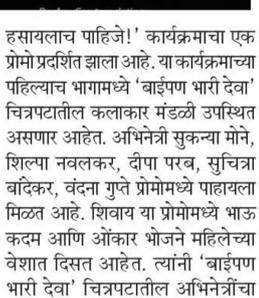 हसायलाच पाहिजे!' कार्यक्रमाचा एक
प्रोमो प्रदर्शित झाला आहे. या कार्यक्रमाच्या
पहिल्याच भागामध्ये 'बाईपण भारी देवा'
चित्रपटातील कलाकार मंडळी उपस्थित
असणार आहेत. अभिनेत्री सुकन्या मोने,
शिल्पा नवलकर, दीपा परब, सुचित्रा
बांदेकर, वंदना गुप्ते प्रोमोमध्ये पाहायला
मिळत आहे. शिवाय या प्रोमोमध्ये भाऊ
कदम आणि ओंकार भोजने महिलेच्या
वेशात दिसत आहेत. त्यांनी 'बाईपण
भारी देवा' चित्रपटातील अभिनेत्रींचा